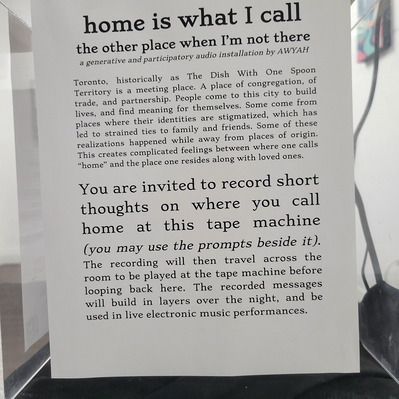 home is what I call
the other place when I'm not there
a generative and participatory audio installation by AWYAH
Toronto, historically as The Dish With One Spoon
Territory is a meeting place. A place of congregation, of
trade, and partnership. People come to this city to build
lives, and find meaning for themselves. Some come from
places where their identities are stigmatized, which has
led to strained ties to family and friends. Some of these
realizations happened while away from places of origin.
This creates complicated feelings between where one calls
"home" and the place one resides along with loved ones.
You are invited to record short
thoughts on where you call
home at this tape machine
(you may use the prompts beside it).
The recording will then travel across the
room to be played at the tape machine before
looping back here. The recorded messages
will build in layers over the night, and be
used in live electronic music performances.